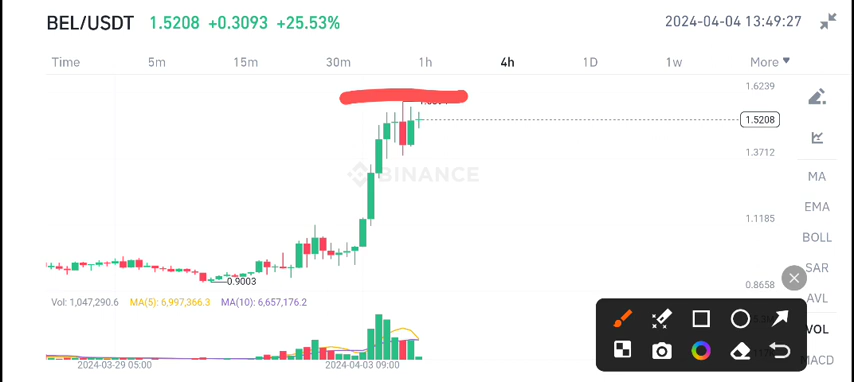 BEL/USDT 1.5208 +0.3093 +25.53% 2024-04-04 13:49:27
Time 5m 15m 30m 1h 4h 1D 1w More
1.6239
1.5208
1.3712
BINANCE
MA
EMA
1.1185
BOLL
SAR
0.9003
0.8658
Vol: 1,047,290.6 MA(5): 6,997,366.3 MA(10): 6,657,176.2
AVL
VOL
MACD
2024-03-29 05:00 2024-04-03 09:00